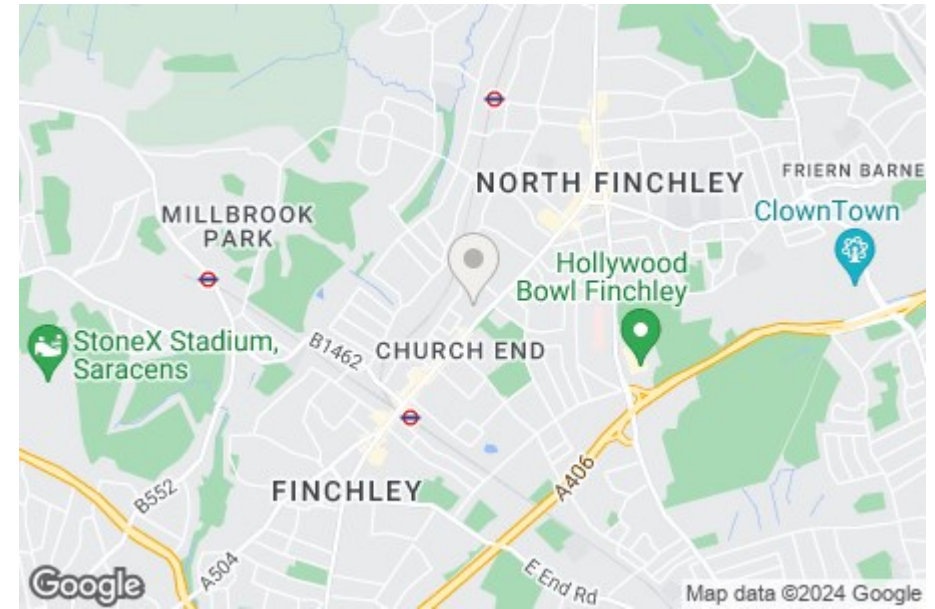 NORTH FINCHLEY
FRIERN BARNE
ClownTown
MILLBROOK
PARK
Hollywood
Bowl Finchley
StoneX Stadium,
Saracens
B1462
CHURCH END
FINCHLEY
A406
B552
A504
E End Rd
Google
Map data ©2024 Google